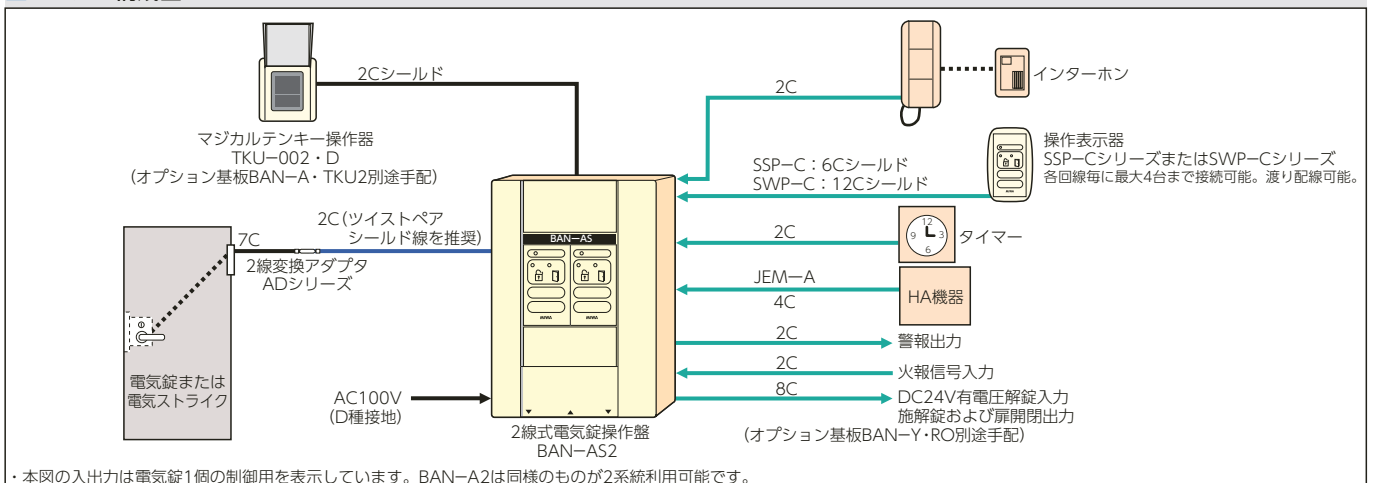 2Cシールド
マジカルテンキー操作器
TKU−002・D
(オプション基板BAN−A・TKU2別途手配)
2C(ツイストペア
シールド線を推奨)
7C
2線変換アダプタ
ADシリーズ
電気錠または
電気ストライク
AC100V
(D種接地)
BAN−AS
MIWA
MIWA
2線式電気錠操作盤
BAN−AS2
2C
インターホン
操作表示器
SSP−CシリーズまたはSWP−Cシリーズ
各回線毎に最大4台まで接続可能。渡り配線可能。
SSP−C：6Cシールド
SWP−C：12Cシールド
2C
12
9
3
6
タイマー
JEM−A
4C
HA機器
2C
警報出力
2C
火報信号入力
8C
DC24V有電圧解錠入力
施解錠および扉開閉出力
(オプション基板BAN−Y・RO別途手配)
・本図の入出力は電気錠1個の制御用を表示しています。BAN−A2は同様のものが2系統利用可能です。